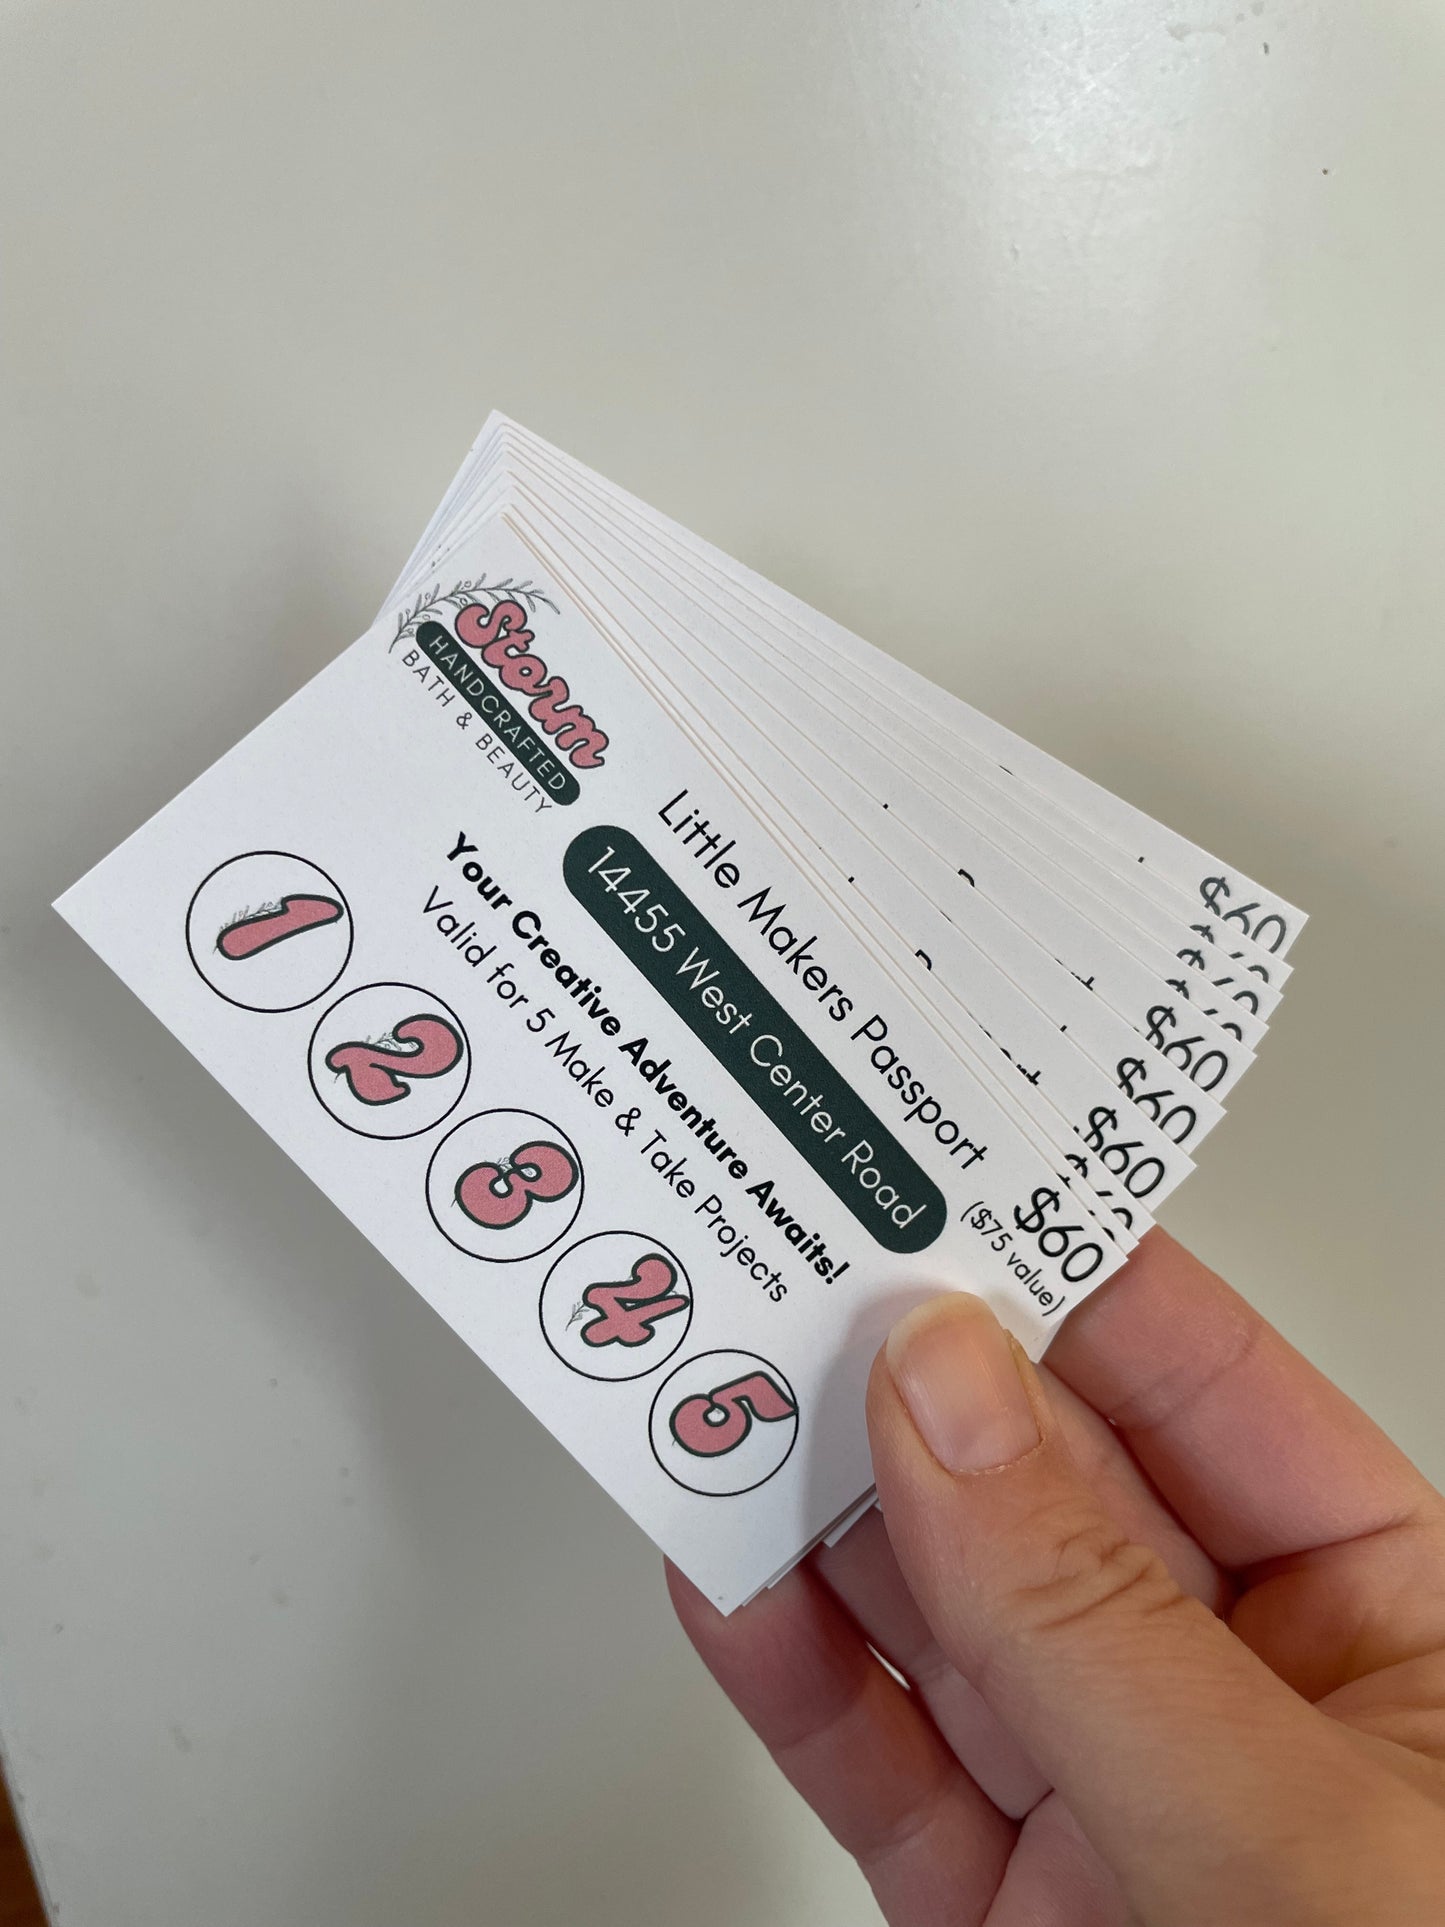 Storm
HANDCRAFTED
BATH & BEAUTY
Little Makers Passport
14455 West Center Road
$60
($75 value)
Your Creative Adventure Awaits!
Valid for 5 Make & Take Projects
1
2
3
4
5
$60
$60
$60
$60